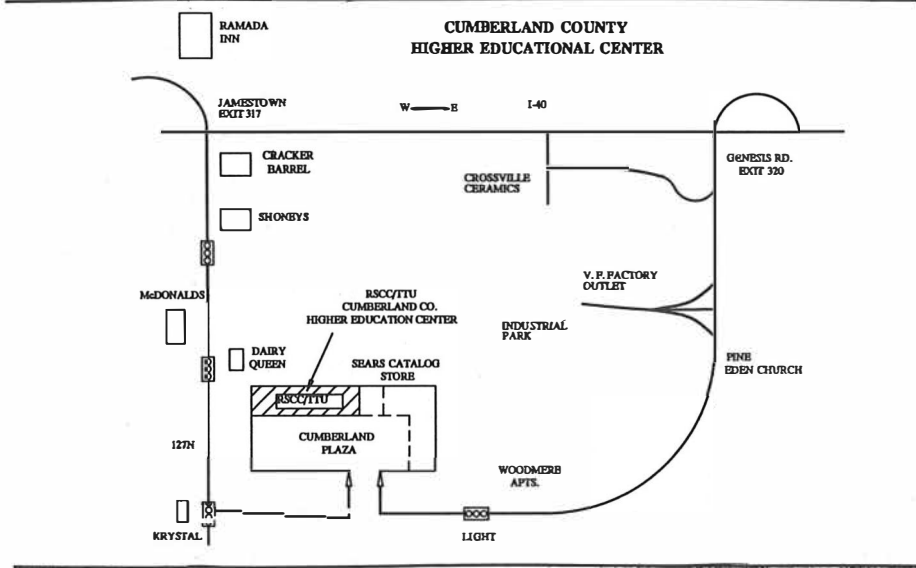 RAMADA
INN
CUMBERLAND COUNTY
HIGHER EDUCATIONAL CENTER
JAMESTOWN
EXIT 317
W E
I-40
CRACKER
BARREL
CROSSVILLE
CERAMICS
GENESIS RD.
EXIT 320
SHONEYS
McDONALDS
RSCC/TTU
CUMBERLAND CO.
HIGHER EDUCATION CENTER
V. F. FACTORY
OUTLET
INDUSTRIAL
PARK
DAIRY
QUEEN
SEARS CATALOG
STORE
PINE
EDEN CHURCH
RSCC/TTU
CUMBERLAND
PLAZA
127N
WOODMERE
APTS.
KRYSTAL
LIGHT